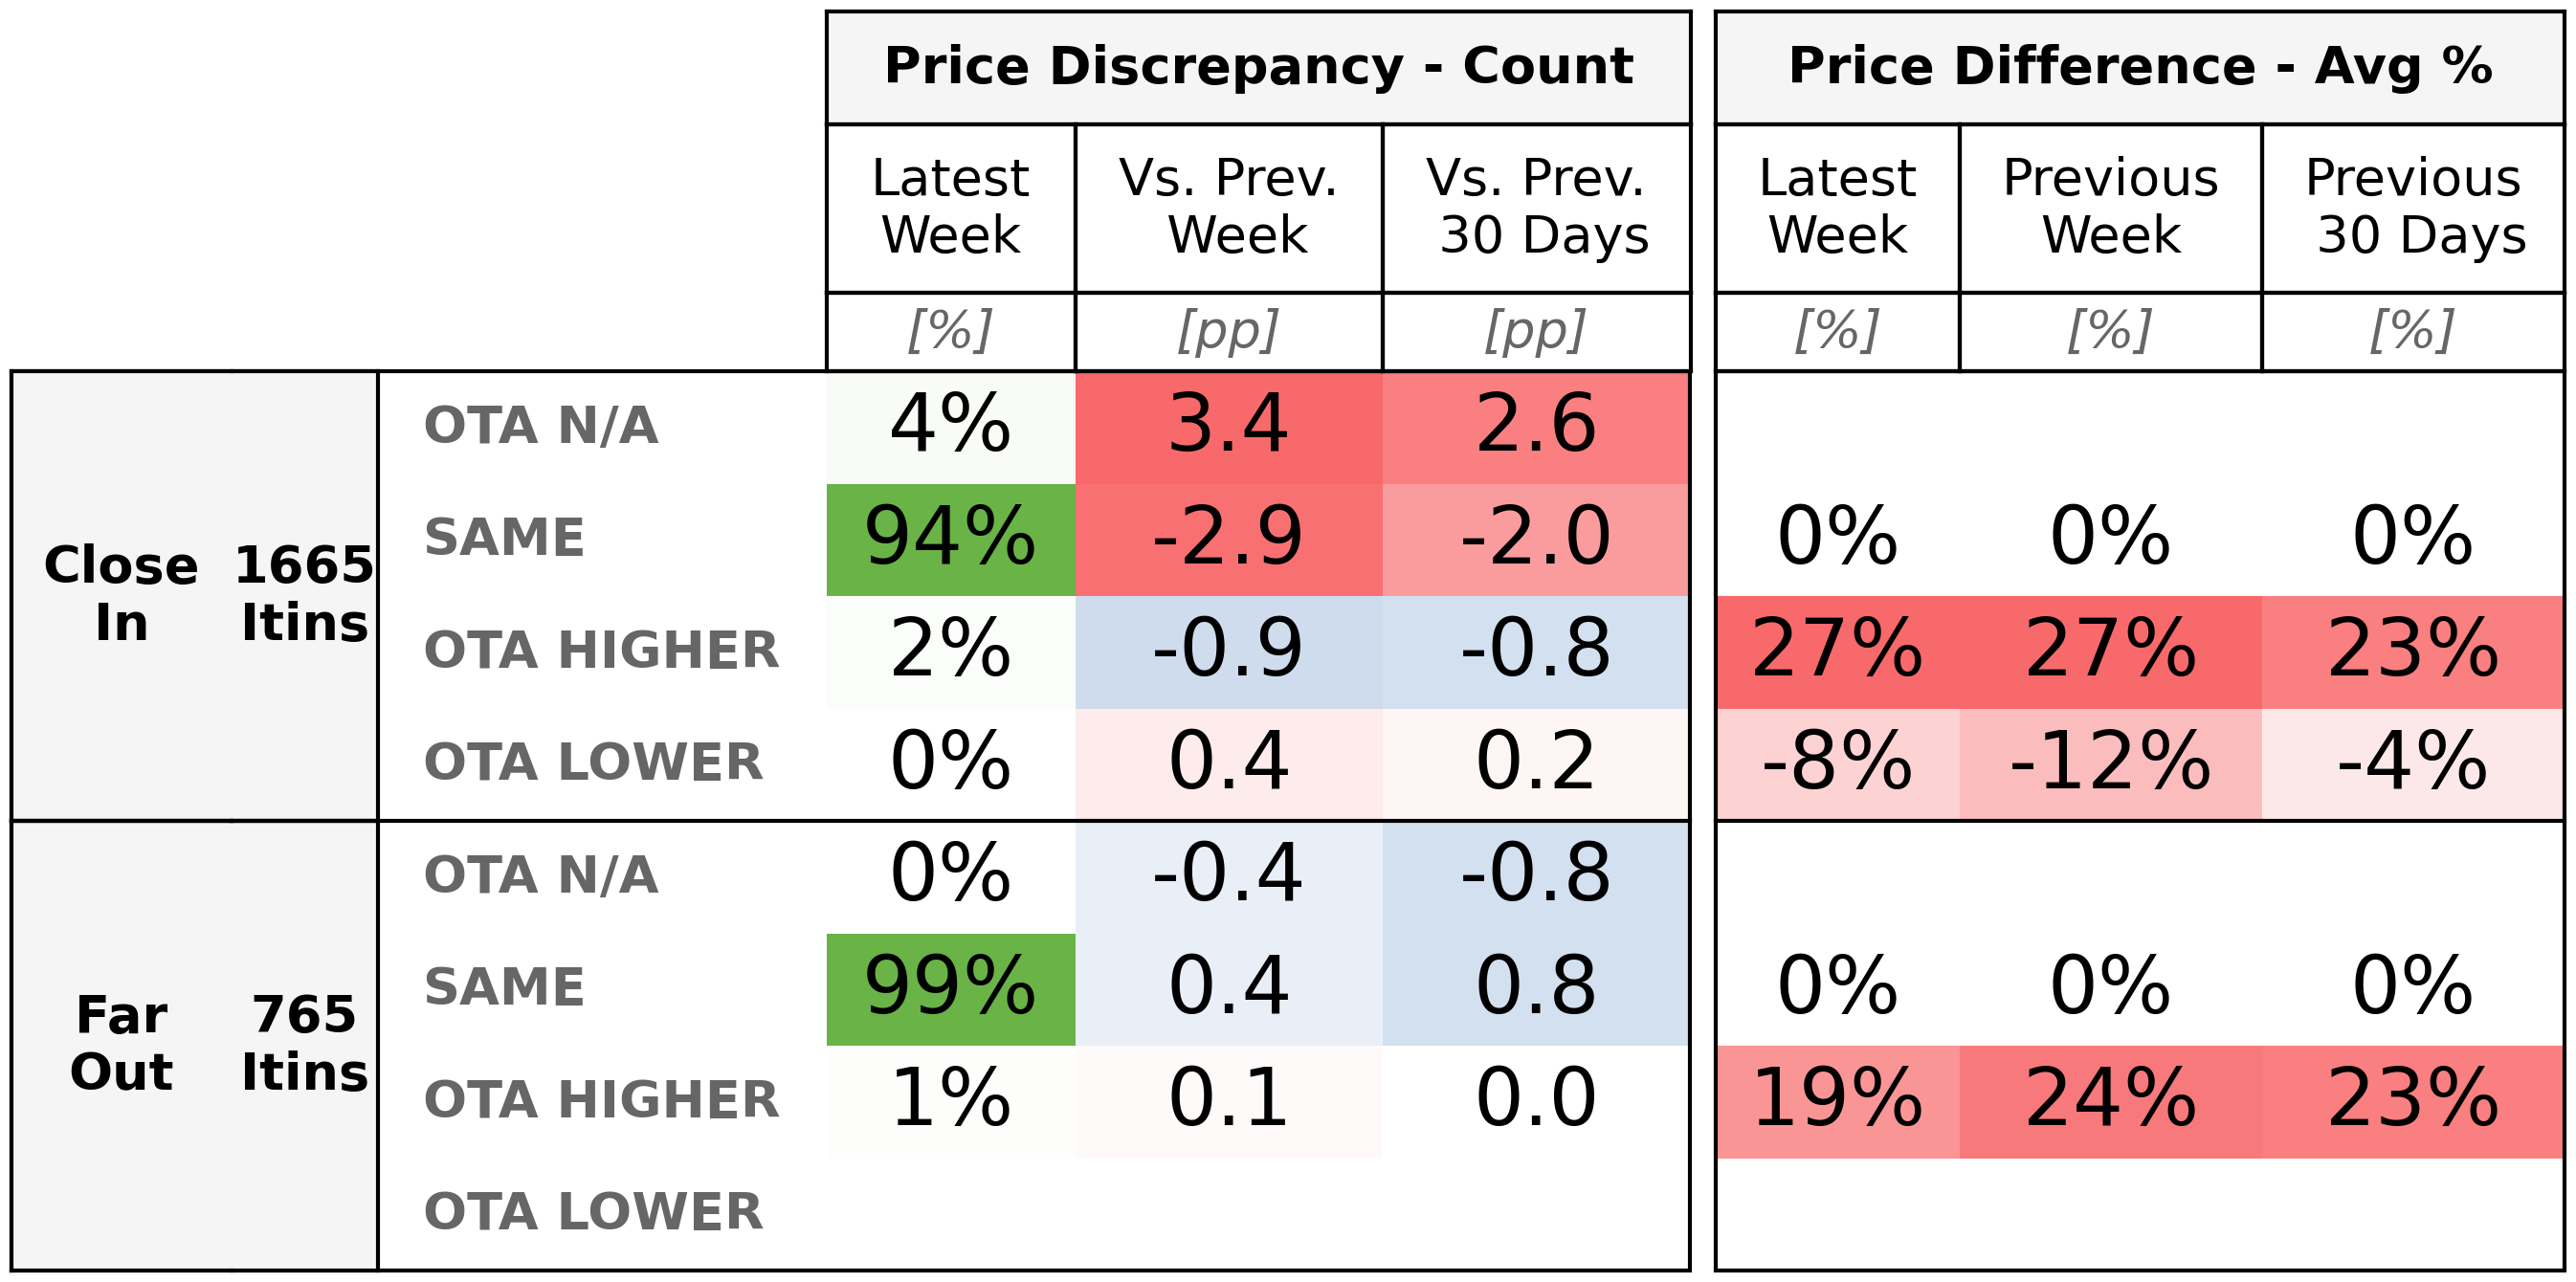 Price Discrepancy - Count
Price Difference - Avg %
Latest Week
Vs. Prev. Week
Vs. Prev. 30 Days
Latest Week
Previous Week
Previous 30 Days
[%] [pp] [pp] [%] [%] [%]
Close In
1665 Itins
OTA N/A 4% 3.4 2.6
SAME 94% -2.9 -2.0 0% 0% 0%
OTA HIGHER 2% -0.9 -0.8 27% 27% 23%
OTA LOWER 0% 0.4 0.2 -8% -12% -4%
Far Out
765 Itins
OTA N/A 0% -0.4 -0.8
SAME 99% 0.4 0.8 0% 0% 0%
OTA HIGHER 1% 0.1 0.0 19% 24% 23%
OTA LOWER